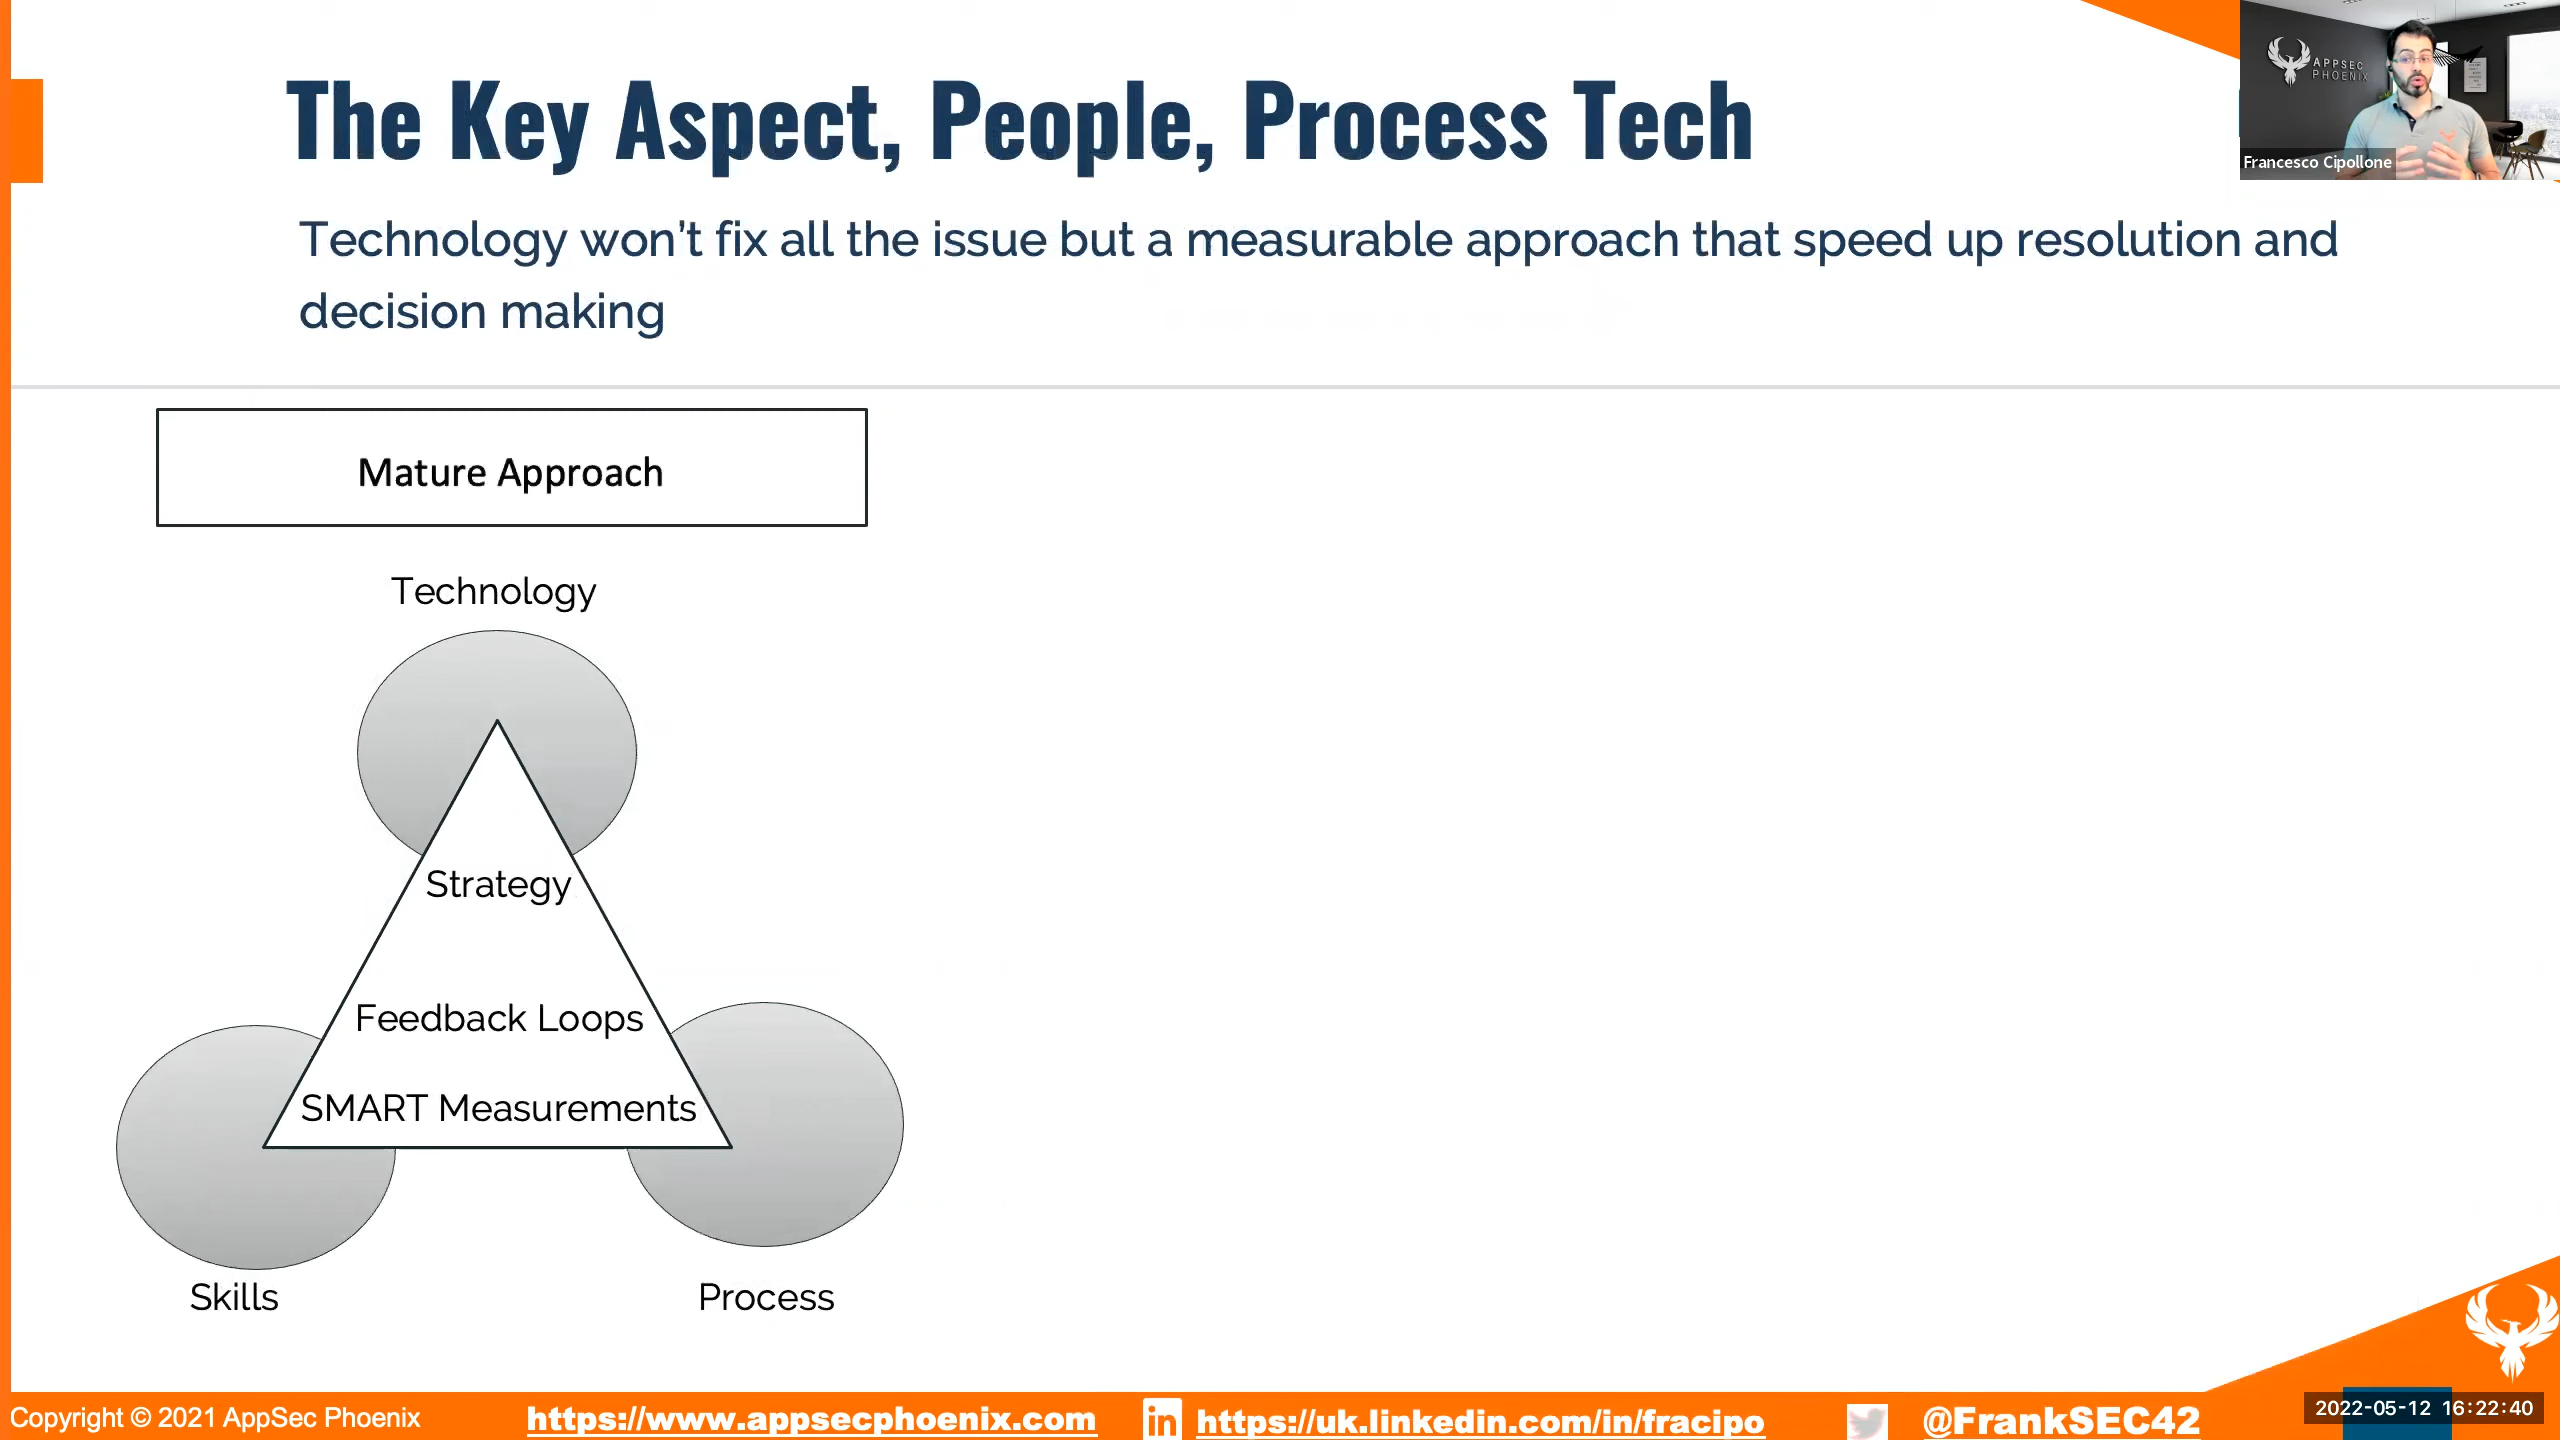 The Key Aspect, People, Process Tech
APPSEC
PHOENIX
Francesco Cipollone
Technology won’t fix all the issue but a measurable approach that speed up resolution and
decision making
Mature Approach
Technology
Strategy
Feedback Loops
SMART Measurements
Skills
Process
Copyright © 2021 AppSec Phoenix
https://www.appsecphoenix.com
in
https://uk.linkedin.com/in/fracipo
@FrankSEC42
2022-05-12 16:22:40